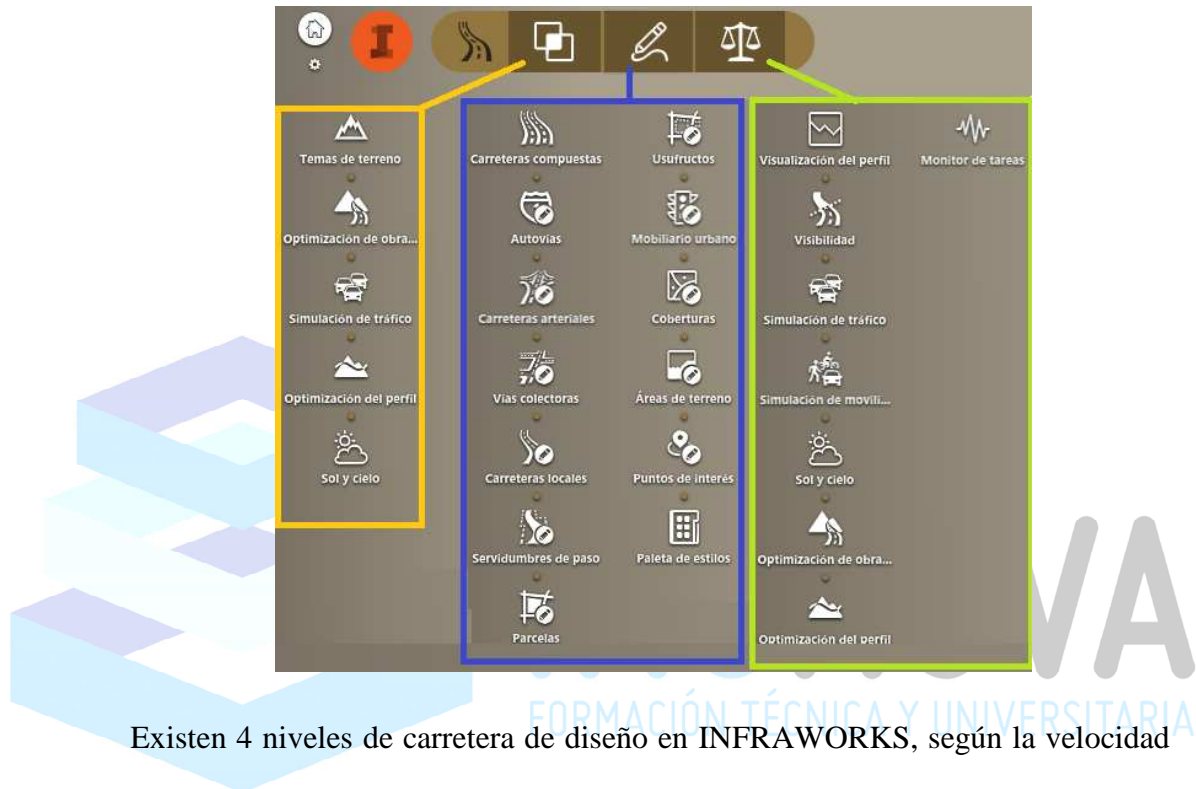 Temas de terreno
Optimización de obra...
Simulación de tráfico
Optimización del perfil
Sol y cielo
Carreteras compuestas
Autovías
Carreteras arteriales
Vías colectoras
Carreteras locales
Servidumbres de paso
Parcelas
Usufructos
Mobiliario urbano
Coberturas
Áreas de terreno
Puntos de interés
Paleta de estilos
Visualización del perfil
Visibilidad
Simulación de tráfico
Simulación de movili...
Sol y cielo
Optimización de obra...
Optimización del perfil
Monitor de tareas
VA
FORMACIÓN TÉCNICA Y UNIVERSITARIA
Existen 4 niveles de carretera de diseño en INFRAWORKS, según la velocidad